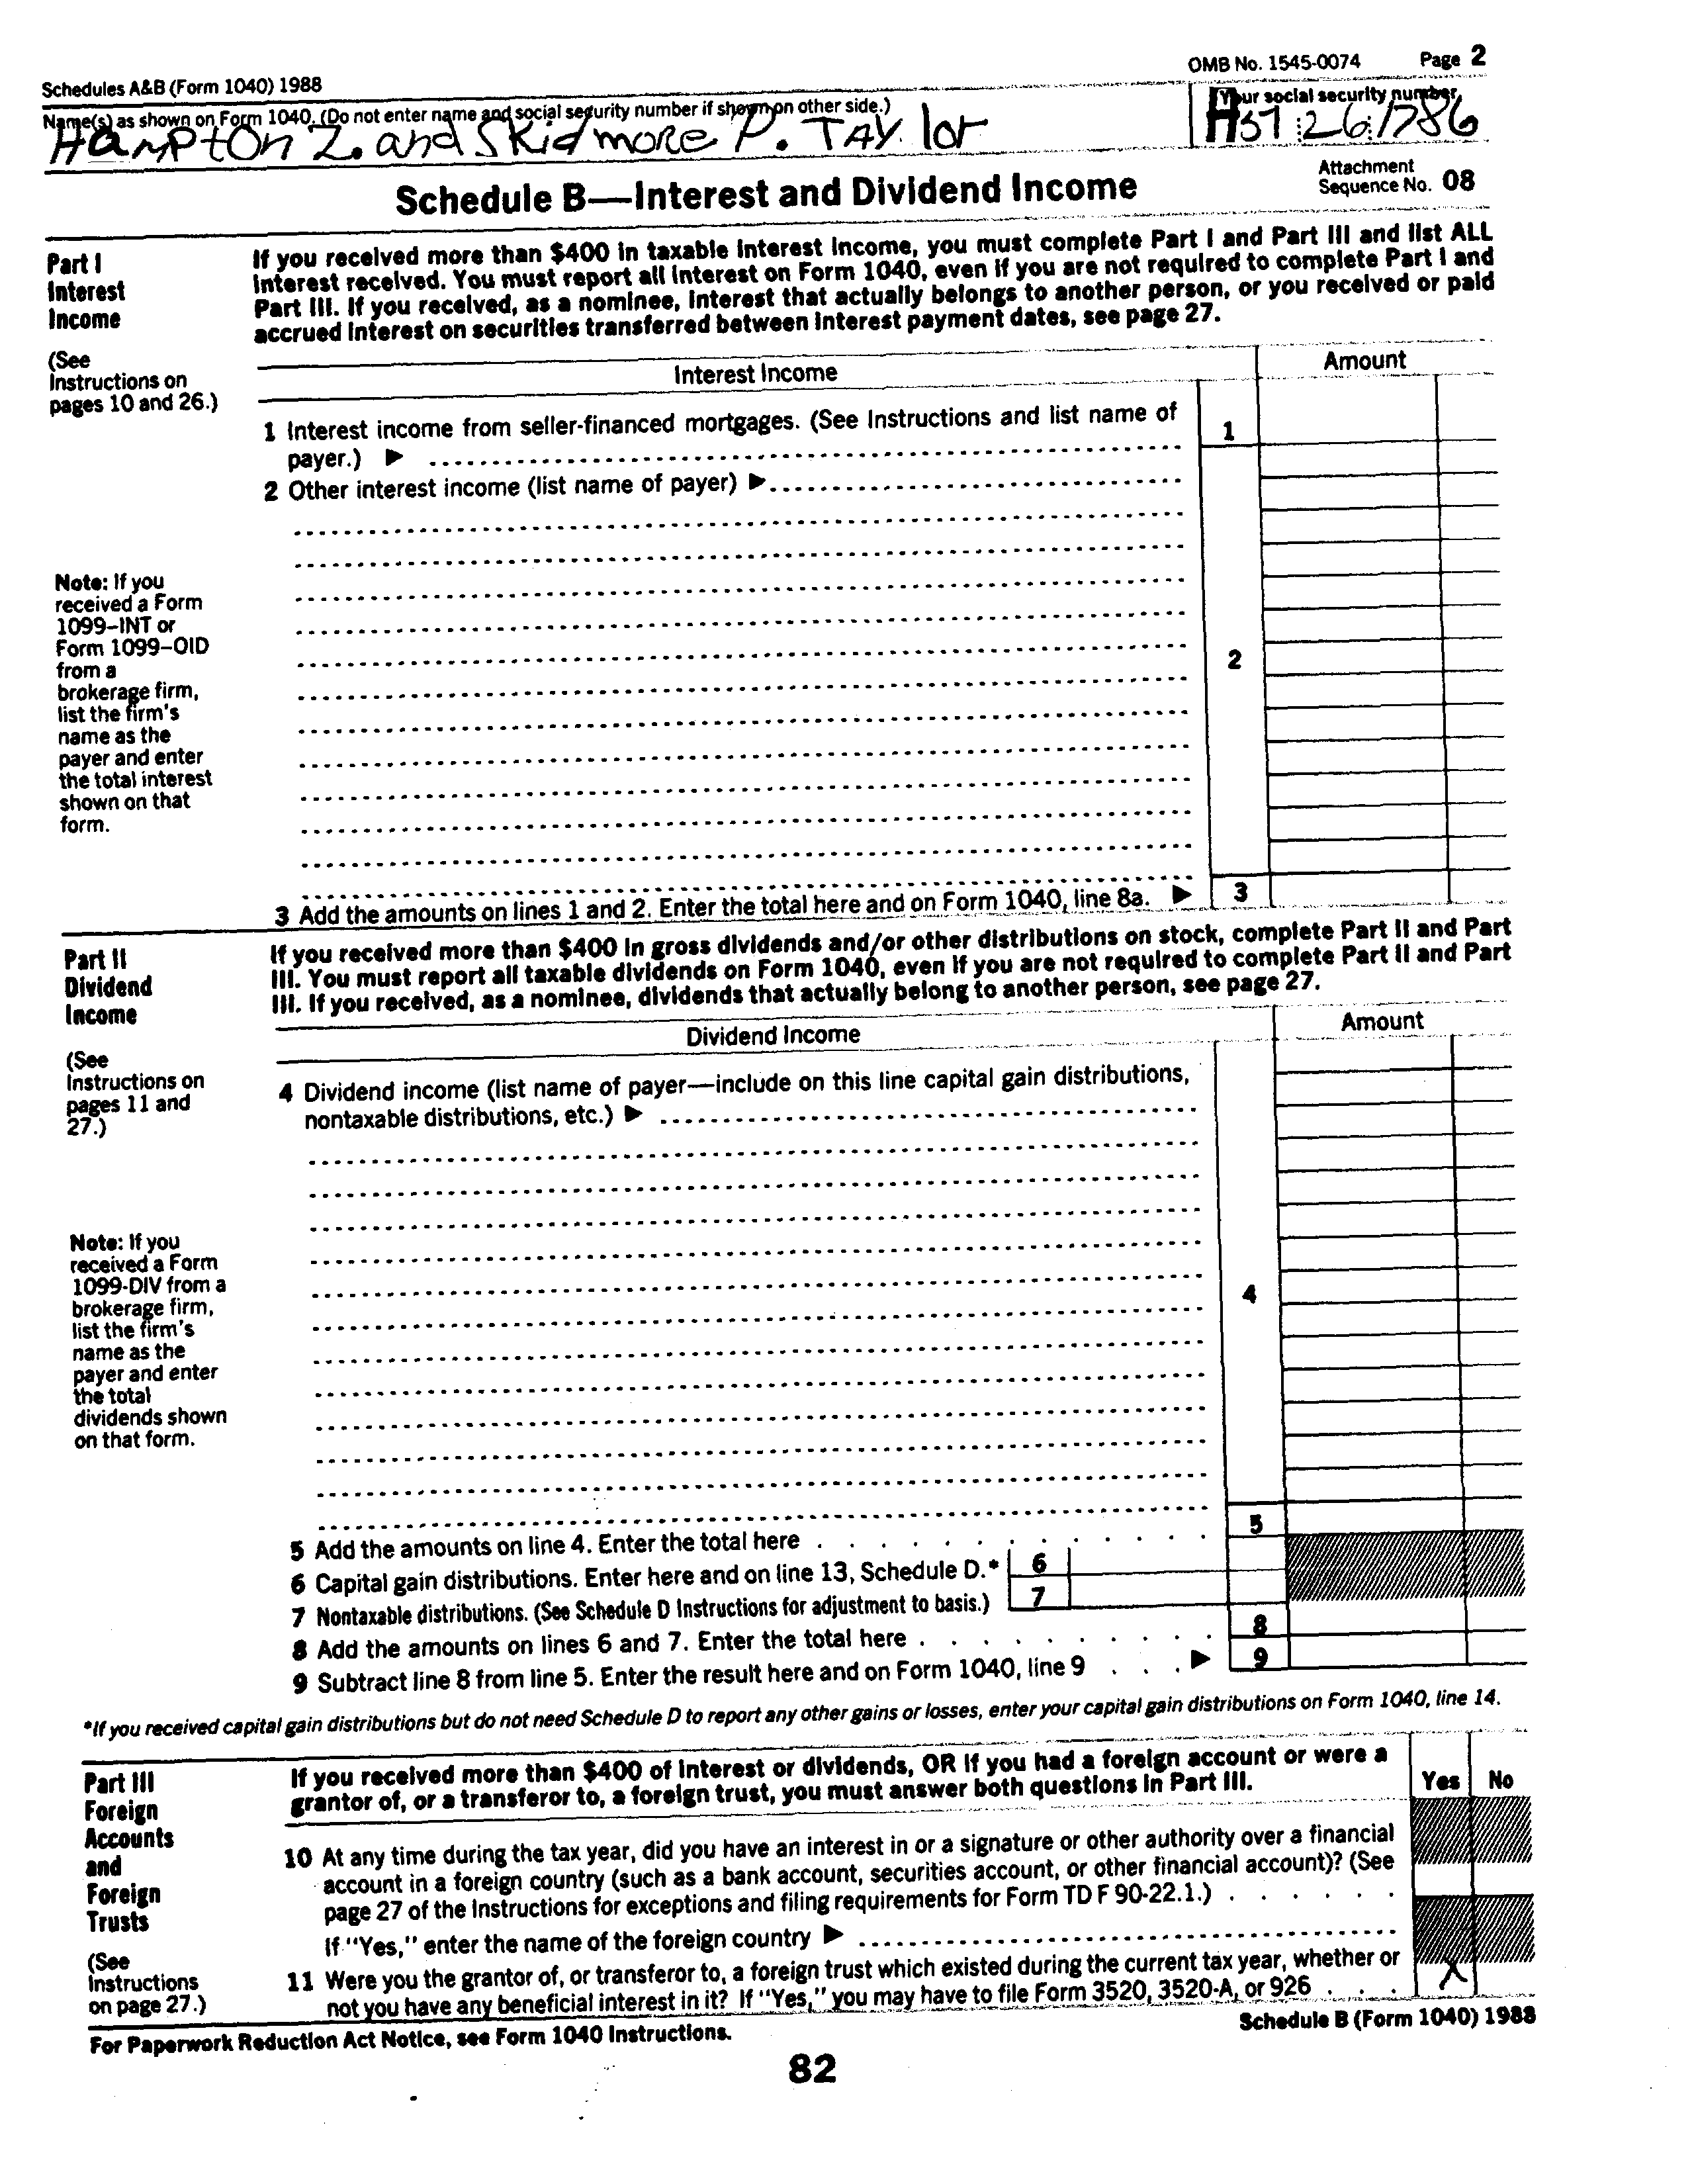 Schedules A&B (Form 1040) 1988
OMB No. 1545-0074 Page 2
Name(s) as shown on Form 1040. (Do not enter name and social security number if shown on other side.)
Your social security number
Hampton Z. and Skidmore P. TAYlor
26 1786
Schedule B—Interest and Dividend Income
Attachment
Sequence No. 08
Part I
Interest
Income
(See
Instructions on
pages 10 and 26.)
If you received more than $400 in taxable interest income, you must complete Part I and Part III and list ALL
interest received. You must report all interest on Form 1040, even if you are not required to complete Part I and
Part III. If you received, as a nominee, interest that actually belongs to another person, or you received or paid
accrued interest on securities transferred between interest payment dates, see page 27.
Interest Income
Amount
1 Interest income from seller-financed mortgages. (See Instructions and list name of
payer.) ▶
1
2 Other interest income (list name of payer) ▶
Note: If you
received a Form
1099–INT or
Form 1099–OID
from a
brokerage firm,
list the firm's
name as the
payer and enter
the total interest
shown on that
form.
2
3 Add the amounts on lines 1 and 2. Enter the total here and on Form 1040, line 8a. ▶ 3
Part II
Dividend
Income
(See
Instructions on
pages 11 and
27.)
If you received more than $400 in gross dividends and/or other distributions on stock, complete Part II and Part
III. You must report all taxable dividends on Form 1040, even if you are not required to complete Part II and Part
III. If you received, as a nominee, dividends that actually belong to another person, see page 27.
Dividend Income
Amount
4 Dividend income (list name of payer—include on this line capital gain distributions,
nontaxable distributions, etc.) ▶
Note: If you
received a Form
1099-DIV from a
brokerage firm,
list the firm's
name as the
payer and enter
the total
dividends shown
on that form.
4
5 Add the amounts on line 4. Enter the total here 5
6 Capital gain distributions. Enter here and on line 13, Schedule D.* 6
7 Nontaxable distributions. (See Schedule D Instructions for adjustment to basis.) 7
8 Add the amounts on lines 6 and 7. Enter the total here 8
9 Subtract line 8 from line 5. Enter the result here and on Form 1040, line 9 ▶ 9
*If you received capital gain distributions but do not need Schedule D to report any other gains or losses, enter your capital gain distributions on Form 1040, line 14.
Part III
Foreign
Accounts
and
Foreign
Trusts
(See
Instructions
on page 27.)
If you received more than $400 of interest or dividends, OR if you had a foreign account or were a
grantor of, or a transferor to, a foreign trust, you must answer both questions in Part III.
Yes No
10 At any time during the tax year, did you have an interest in or a signature or other authority over a financial
account in a foreign country (such as a bank account, securities account, or other financial account)? (See
page 27 of the Instructions for exceptions and filing requirements for Form TD F 90-22.1.)
If "Yes," enter the name of the foreign country ▶
11 Were you the grantor of, or transferor to, a foreign trust which existed during the current tax year, whether or
not you have any beneficial interest in it? If "Yes," you may have to file Form 3520, 3520-A, or 926 X
For Paperwork Reduction Act Notice, see Form 1040 Instructions.
Schedule B (Form 1040) 1988
82